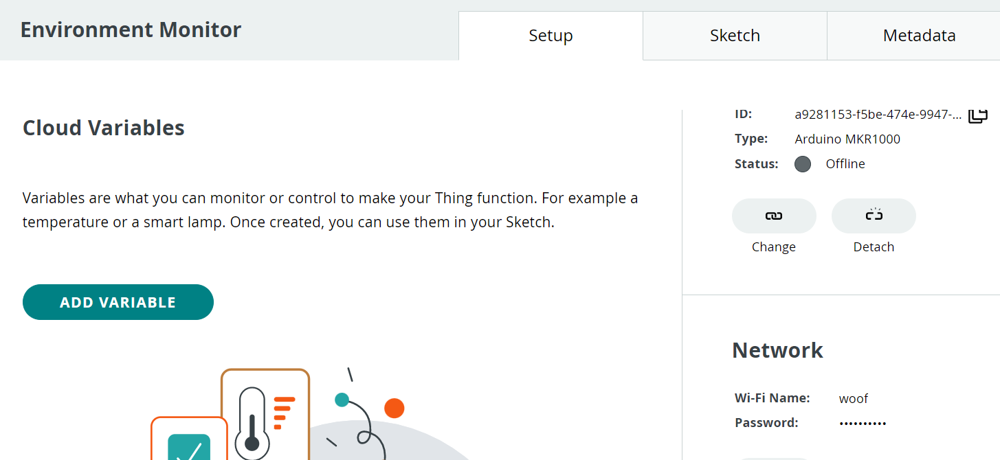 Environment Monitor
Setup
Sketch
Metadata
Cloud Variables
Variables are what you can monitor or control to make your Thing function. For example a
temperature or a smart lamp. Once created, you can use them in your Sketch.
ADD VARIABLE
ID: a9281153-f5be-474e-9947-...
Type: Arduino MKR1000
Status: Offline
Change
Detach
Network
Wi-Fi Name: woof
Password: ••••••••••